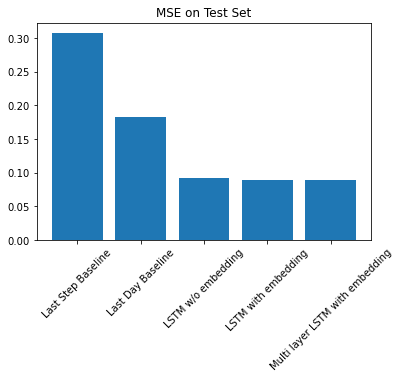 MSE on Test Set
0.30
0.25
0.20
0.15
0.10
0.05
0.00
Last Step Baseline
Last Day Baseline
LSTM w/o embedding
LSTM with embedding
Multi layer LSTM with embedding